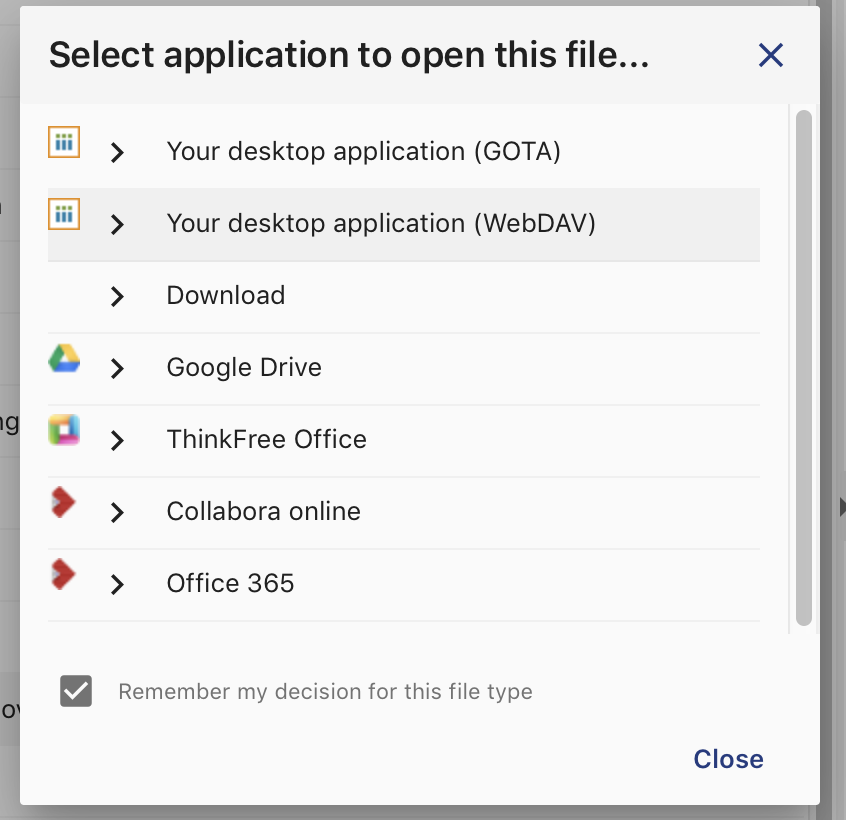 Select application to open this file...
Your desktop application (GOTA)
Your desktop application (WebDAV)
Download
Google Drive
ThinkFree Office
Collabora online
Office 365
Remember my decision for this file type
Close